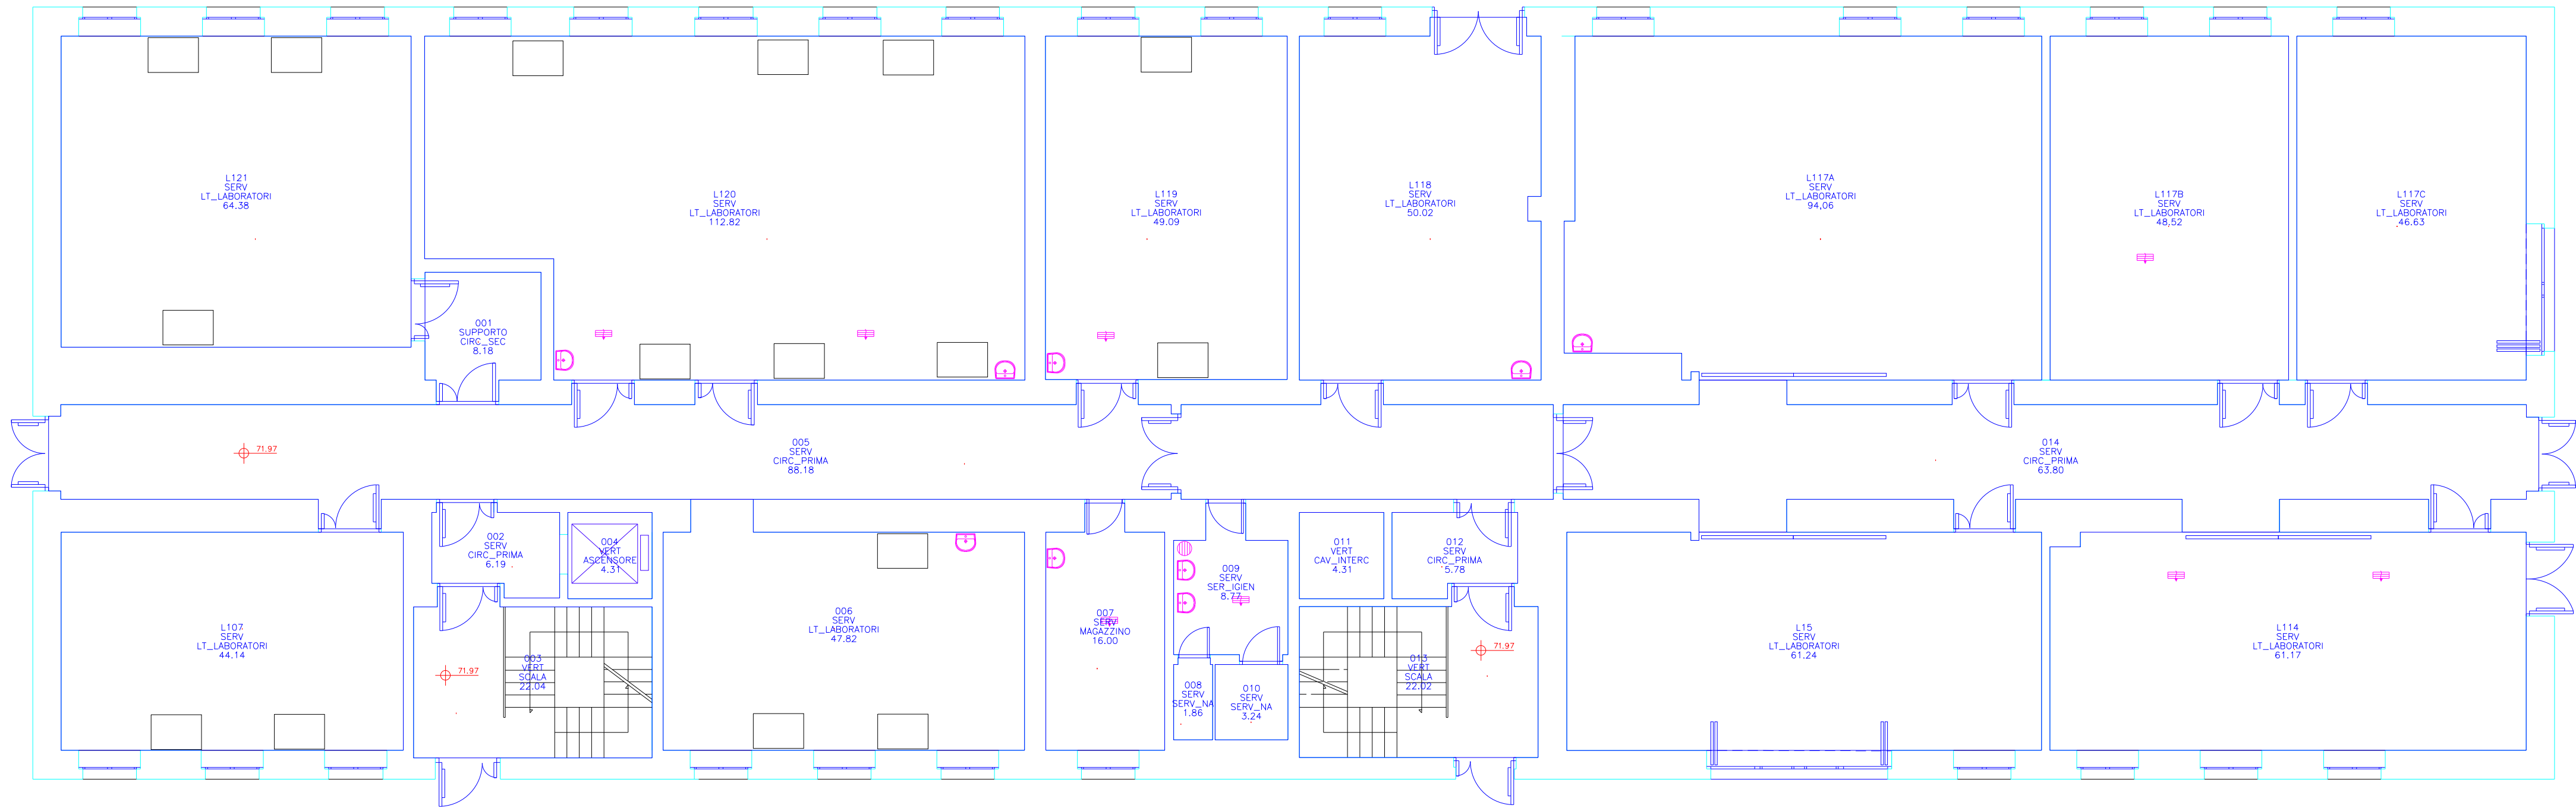 L121
SERV
LT_LABORATORI
64.38
L120
SERV
LT_LABORATORI
112.82
L119
SERV
LT_LABORATORI
49.09
L118
SERV
LT_LABORATORI
50.02
L117A
SERV
LT_LABORATORI
94,06
L117B
SERV
LT_LABORATORI
48,52
L117C
SERV
LT_LABORATORI
46.63
001
SUPPORTO
CIRC_SEC
8.18
71.97
005
SERV
CIRC_PRIMA
88.18
014
SERV
CIRC_PRIMA
63.80
002
SERV
CIRC_PRIMA
6.19
004
VERT
ASCENSORE
4.31
009
SERV
SER_IGIEN
8.77
011
VERT
CAV_INTERC
4.31
012
SERV
CIRC_PRIMA
5.78
L107
SERV
LT_LABORATORI
44.14
71.97
003
VERT
SCALA
22.04
006
SERV
LT_LABORATORI
47.82
007
SERV
MAGAZZINO
16.00
008
SERV
SERV_NA
1.86
010
SERV
SERV_NA
3.24
013
VERT
SCALA
22.02
71.97
L15
SERV
LT_LABORATORI
61.24
L114
SERV
LT_LABORATORI
61.17